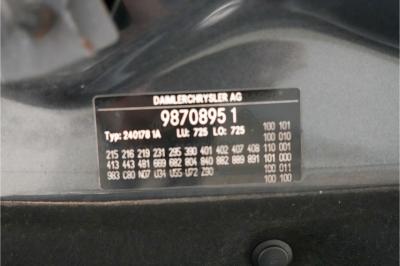 DAIMLERCHRYSLER AG
9870895 1
Typ: 240178 1A LU: 725 LO: 725 100 101
100 010
215 216 219 231 295 390 401 402 407 408 110 001
413 443 481 669 682 804 840 882 889 891 101 000
983 C80 N07 U34 U55 U72 Z90 100 011
100 100